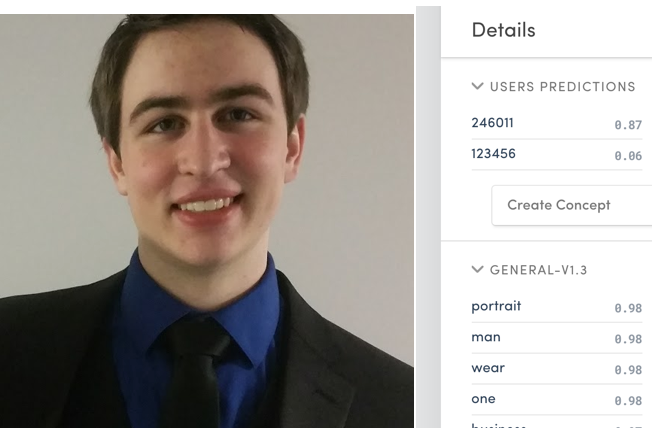 Details
USERS PREDICTIONS
246011 0.87
123456 0.06
Create Concept
GENERAL-V1.3
portrait 0.98
man 0.98
wear 0.98
one 0.98